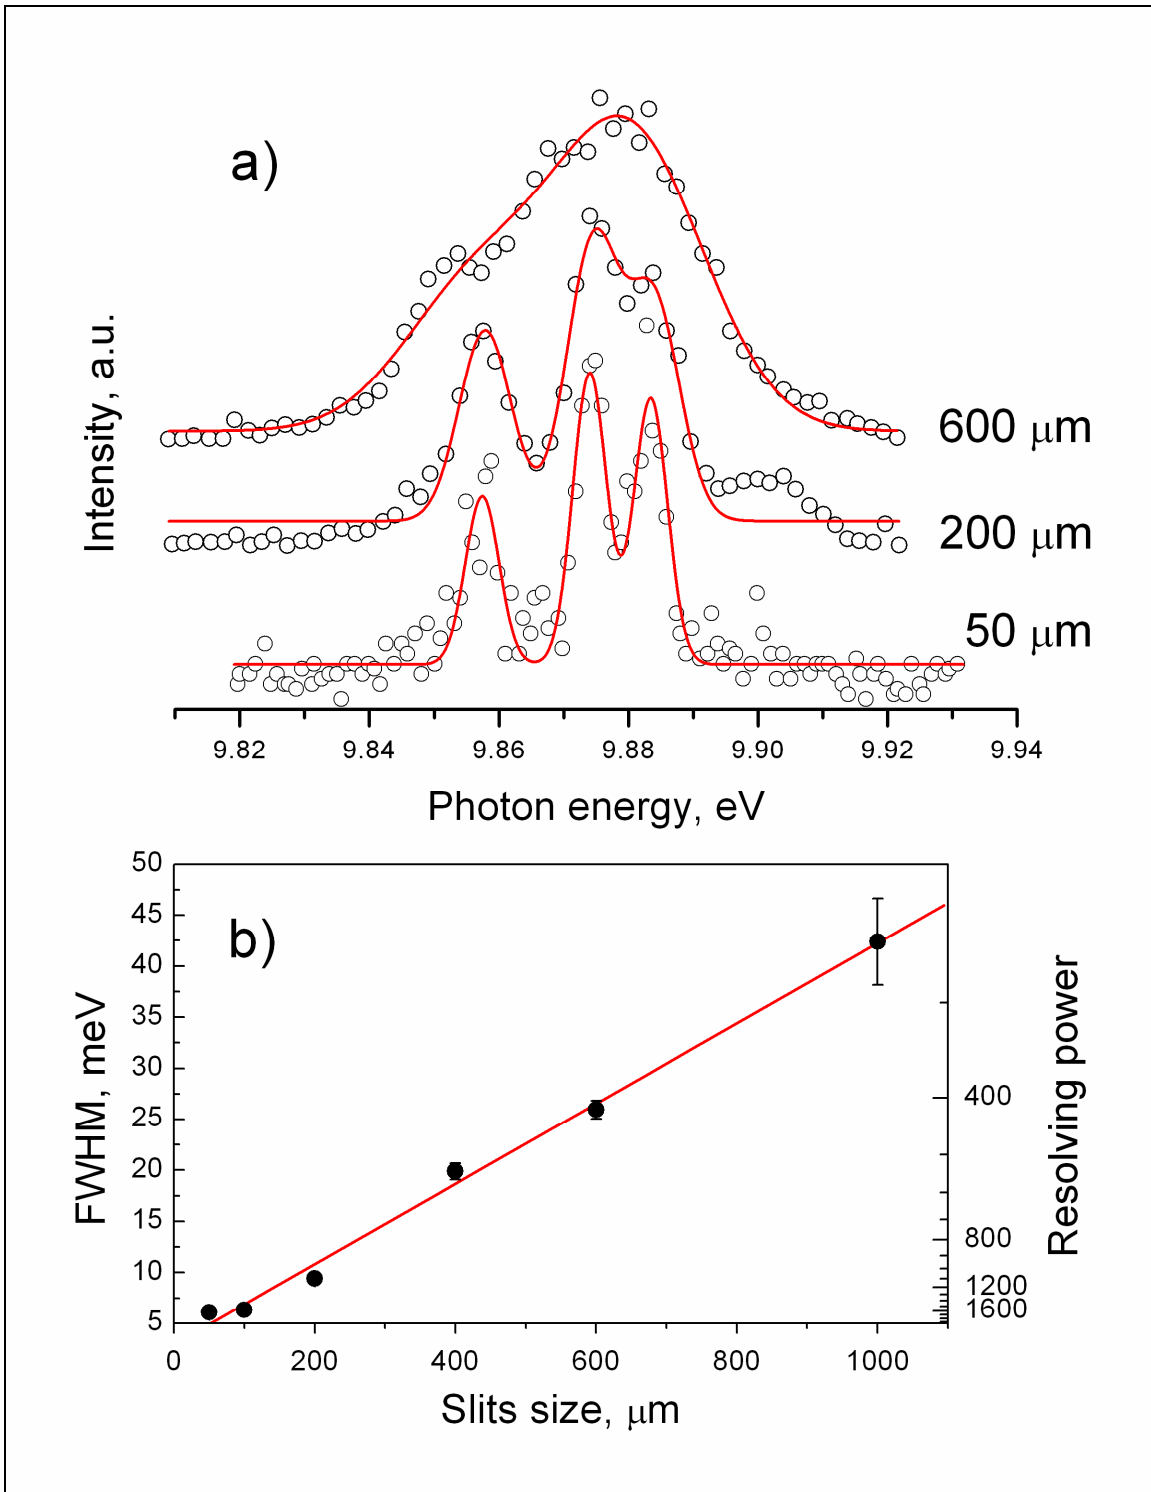 a)
Intensity, a.u.
600 μm
200 μm
50 μm
9.82 9.84 9.86 9.88 9.90 9.92 9.94
Photon energy, eV
b)
50
45
40
35
30
25
20
15
10
5
FWHM, meV
400
800
1200
1600
Resolving power
0 200 400 600 800 1000
Slits size, μm